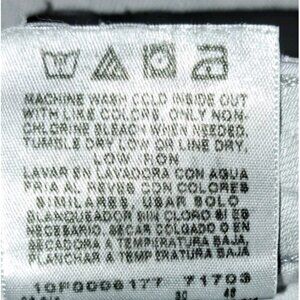 MACHINE WASH COLD INSIDE OUT
WITH LIKE COLORS, ONLY NON-
CHLORINE BLEACH WHEN NEEDED.
TUMBLE DRY LOW OR LINE DRY.
LOW IRON
LAVAR EN LAVADORA CON AGUA
FRIA AL REVES CON COLORES
SIMILARES, USAR SOLO
BLANQUEADOR SIN CLORO SI ES
NECESARIO, SECAR COLGADO O EN
SECADORA A TEMPERATURA BAJA,
PLANCHAR A TEMPERATURA BAJA
71703